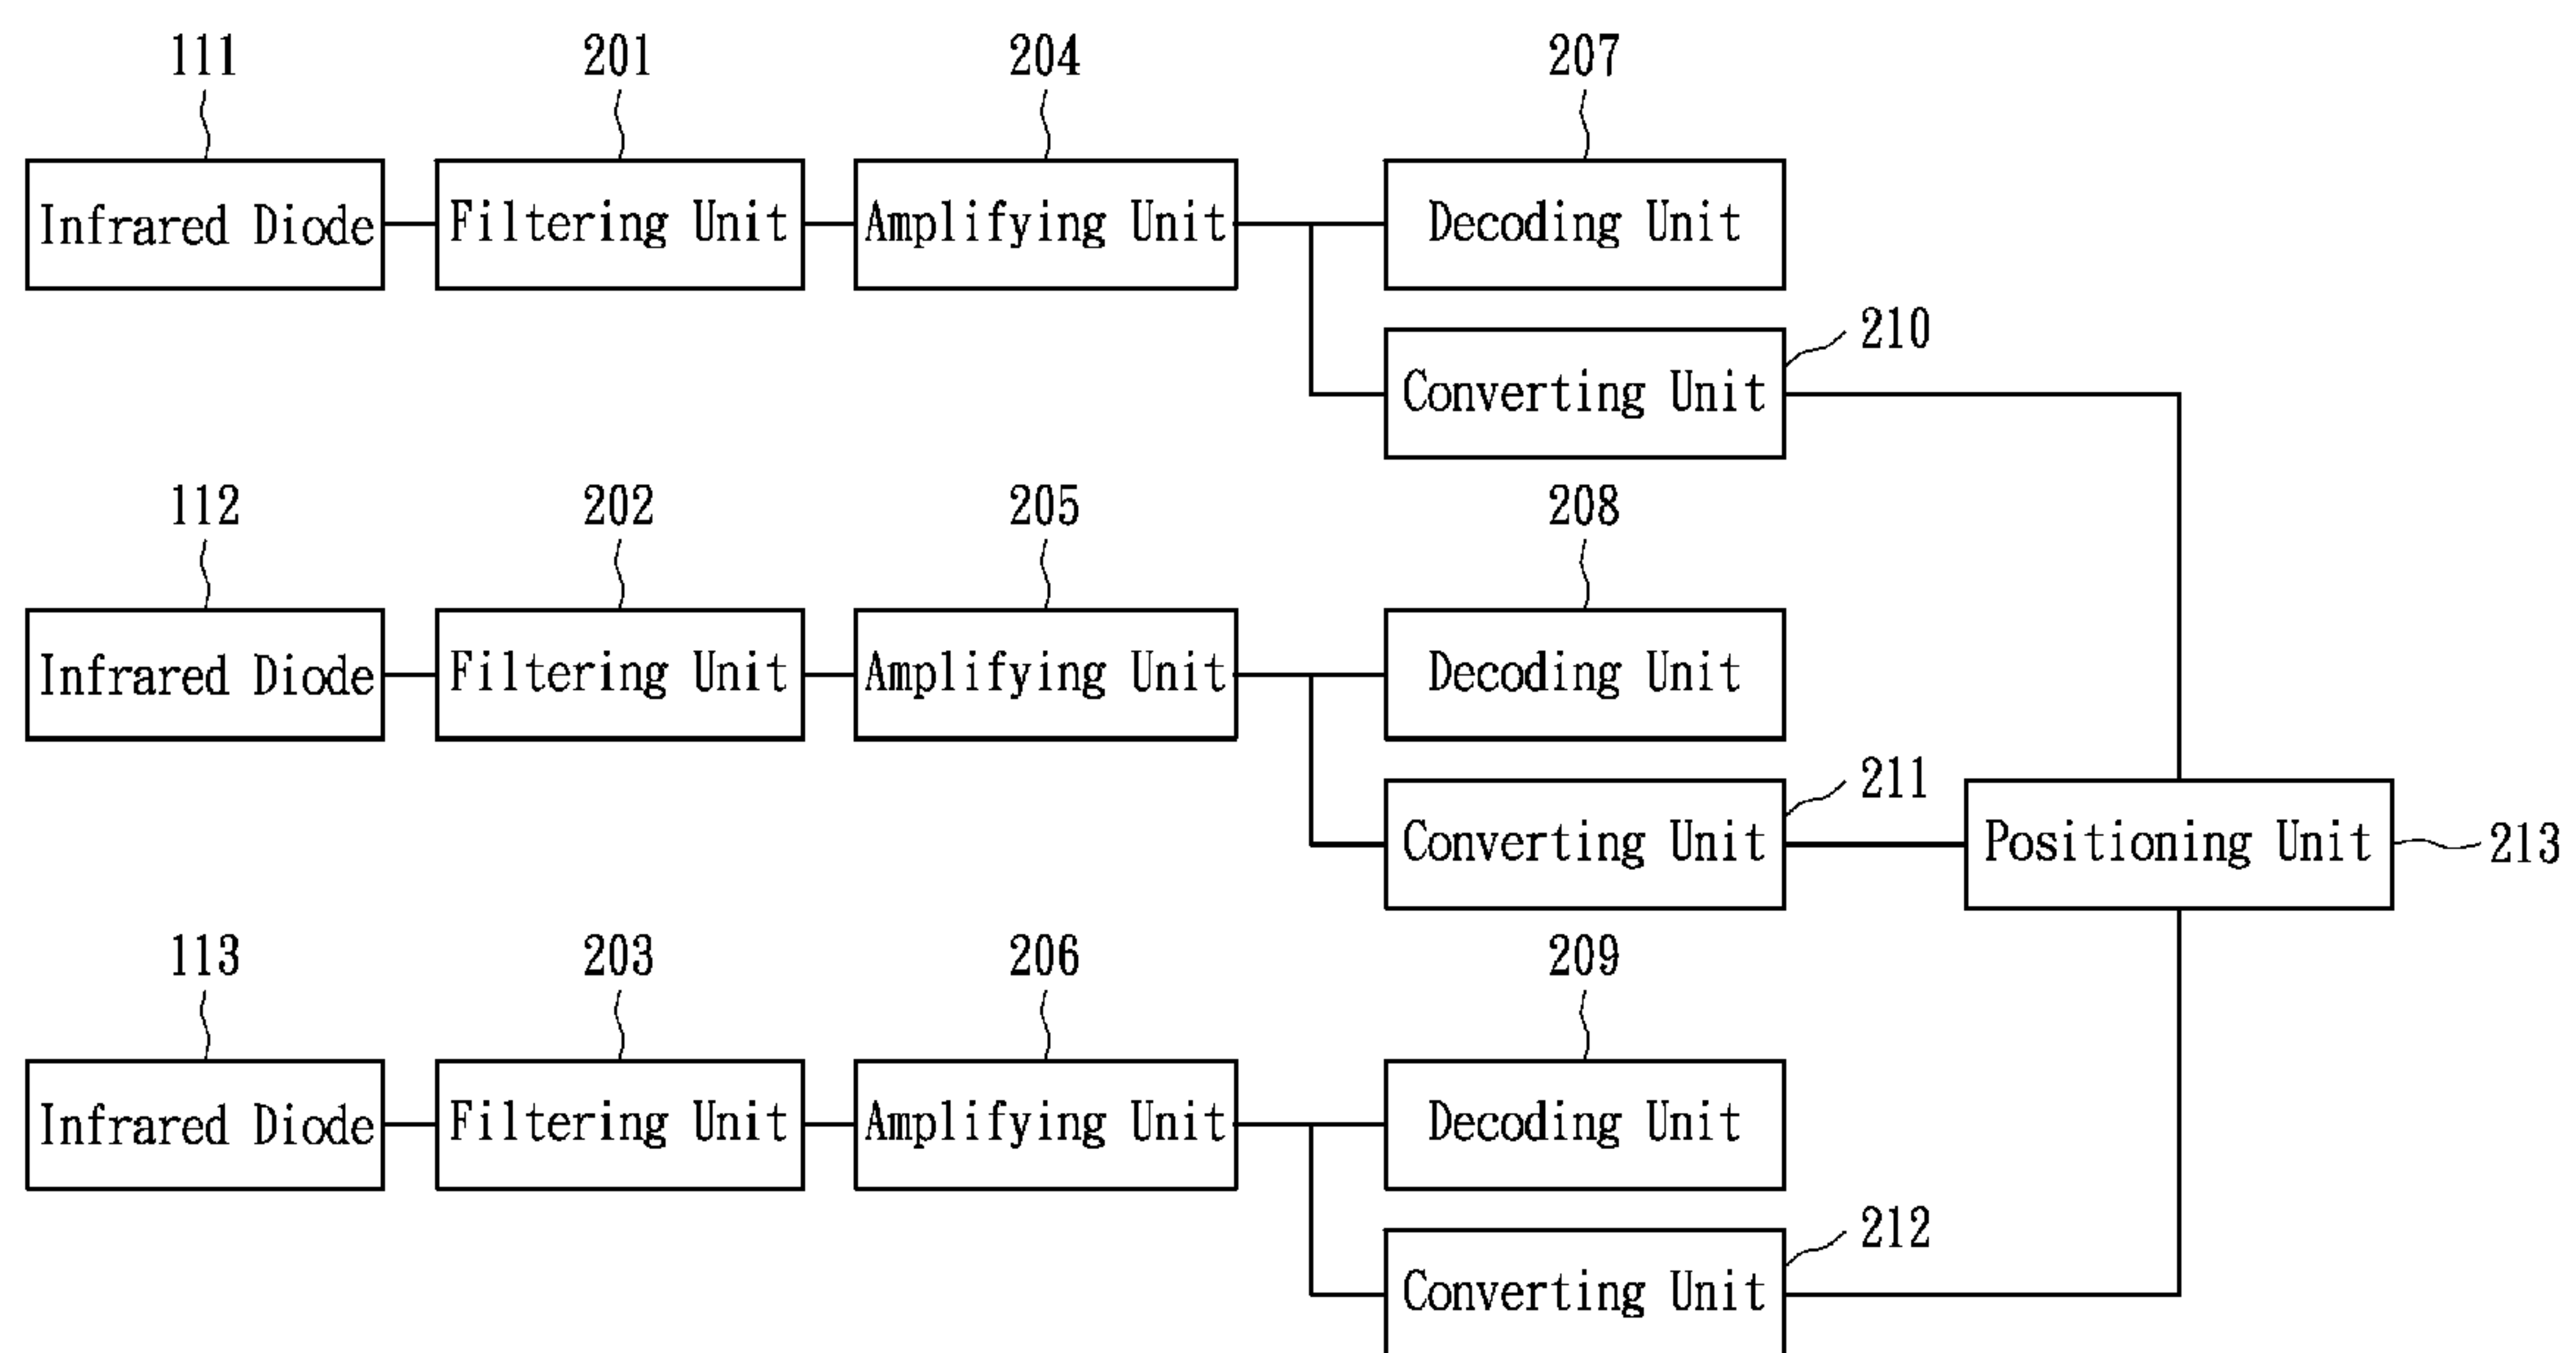 111 201 204 207
Infrared Diode Filtering Unit Amplifying Unit Decoding Unit
210
Converting Unit
112 202 205 208
Infrared Diode Filtering Unit Amplifying Unit Decoding Unit
211
Converting Unit Positioning Unit 213
113 203 206 209
Infrared Diode Filtering Unit Amplifying Unit Decoding Unit
212
Converting Unit